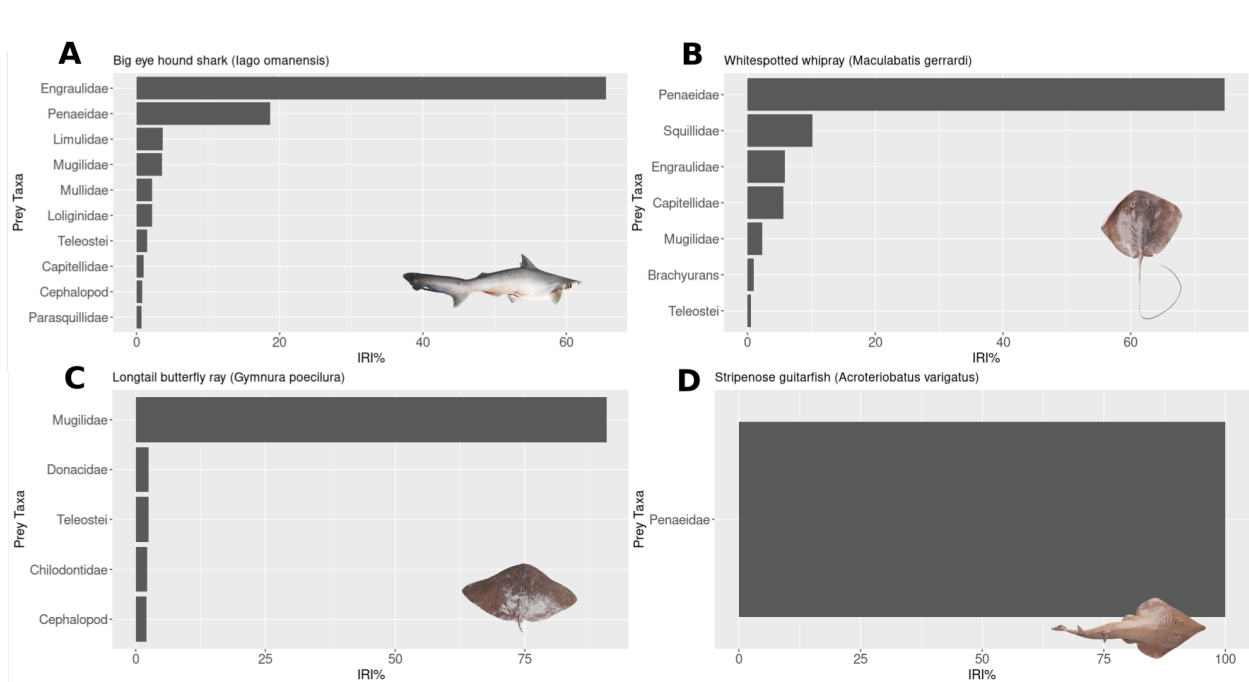 A
Big eye hound shark (Iago omanensis)
Prey Taxa
Engraulidae
Penaeidae
Limulidae
Mugilidae
Mullidae
Loliginidae
Teleostei
Capitellidae
Cephalopod
Parasquillidae
0 20 40 60
IRI%
B
Whitespotted whipray (Maculabatis gerrardi)
Prey Taxa
Penaeidae
Squillidae
Engraulidae
Capitellidae
Mugilidae
Brachyurans
Teleostei
0 20 40 60
IRI%
C
Longtail butterfly ray (Gymnura poecilura)
Prey Taxa
Mugilidae
Donacidae
Teleostei
Chilodontidae
Cephalopod
0 25 50 75
IRI%
D
Stripenose guitarfish (Acroteriobatus varigatus)
Prey Taxa
Penaeidae
0 25 50 75 100
IRI%